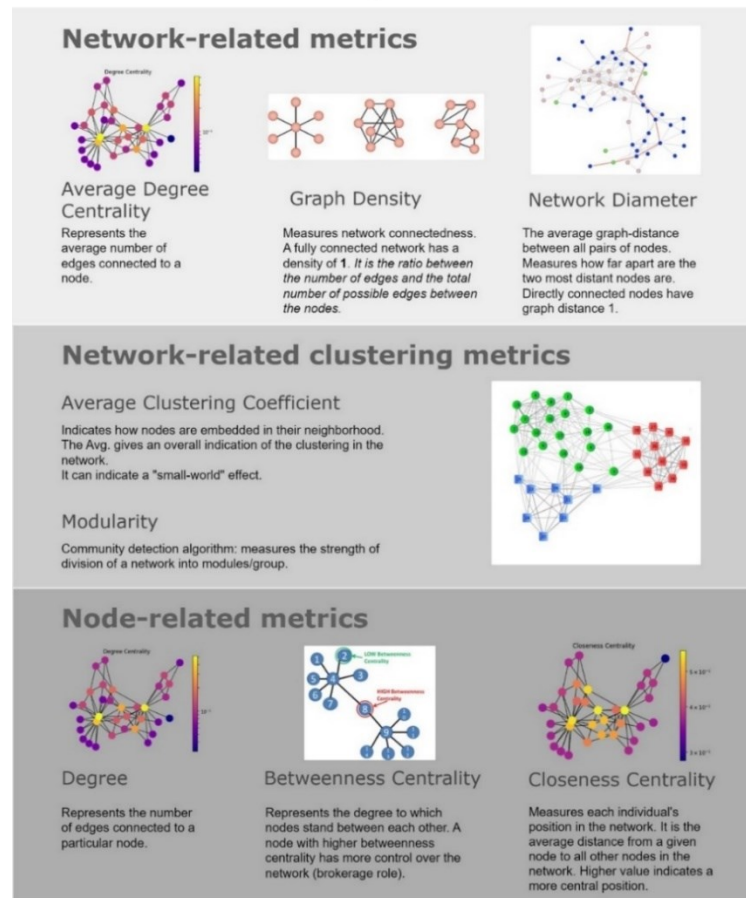 Network-related metrics
Degree Centrality
Average Degree
Centrality
Represents the
average number of
edges connected to a
node.
Graph Density
Measures network connectedness.
A fully connected network has a
density of 1. It is the ratio between
the number of edges and the total
number of possible edges between
the nodes.
Network Diameter
The average graph-distance
between all pairs of nodes.
Measures how far apart are the
two most distant nodes are.
Directly connected nodes have
graph distance 1.
Network-related clustering metrics
Average Clustering Coefficient
Indicates how nodes are embedded in their neighborhood.
The Avg. gives an overall indication of the clustering in the
network.
It can indicate a "small-world" effect.
Modularity
Community detection algorithm: measures the strength of
division of a network into modules/group.
Node-related metrics
Degree Centrality
Degree
Represents the number
of edges connected to a
particular node.
LOW Betweenness
Centrality
HIGH Betweenness
Centrality
1
2
3
4
5
6
7
8
9
Betweenness Centrality
Represents the degree to which
nodes stand between each other. A
node with higher betweenness
centrality has more control over the
network (brokerage role).
Closeness Centrality
Closeness Centrality
Measures each individual's
position in the network. It is the
average distance from a given
node to all other nodes in the
network. Higher value indicates a
more central position.